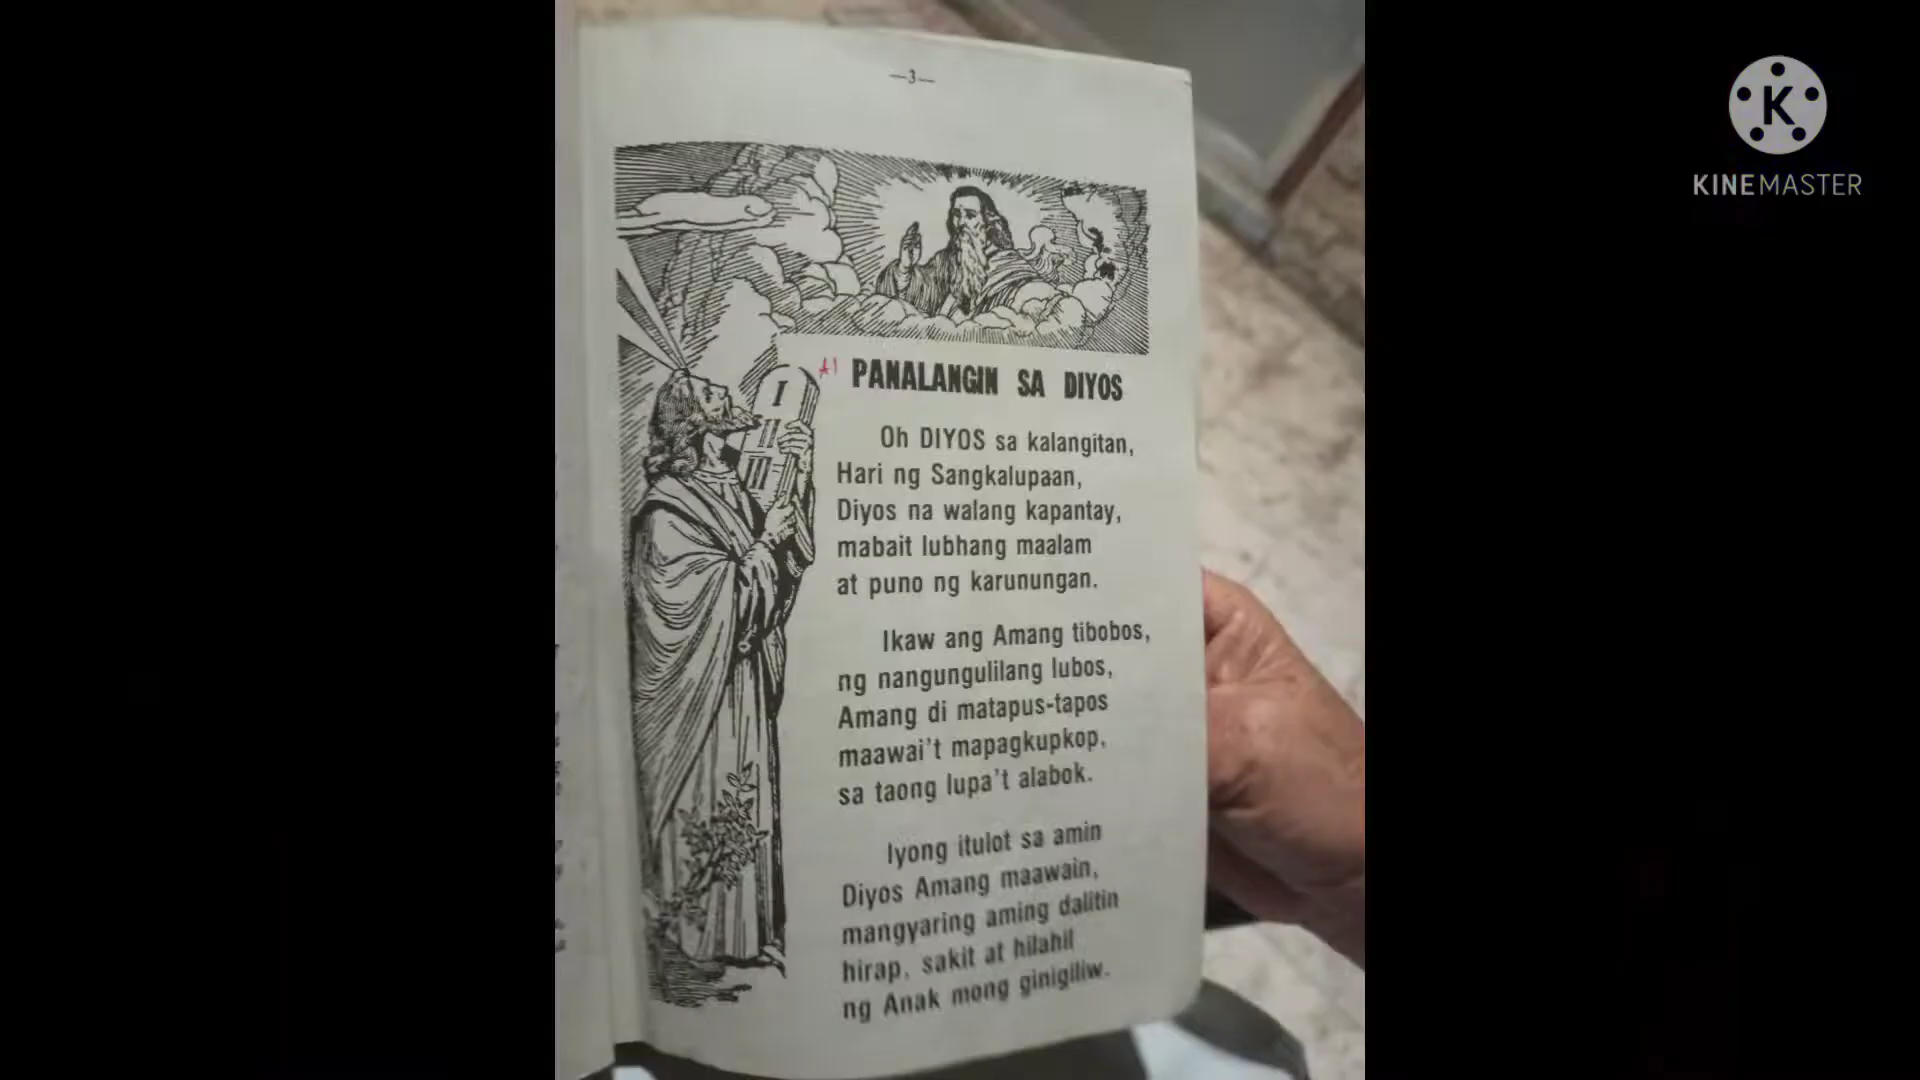 —3—
I
II
III
A1
PANALANGIN SA DIYOS
Oh DIYOS sa kalangitan,
Hari ng Sangkalupaan,
Diyos na walang kapantay,
mabait lubhang maalam
at puno ng karunungan.
Ikaw ang Amang tibobos,
ng nangungulilang lubos,
Amang di matapus-tapos
maawai't mapagkupkop,
sa taong lupa't alabok.
Iyong itulot sa amin
Diyos Amang maawain,
mangyaring aming dalitin
hirap, sakit at hilahil
ng Anak mong ginigiliw.
K
KINEMASTER